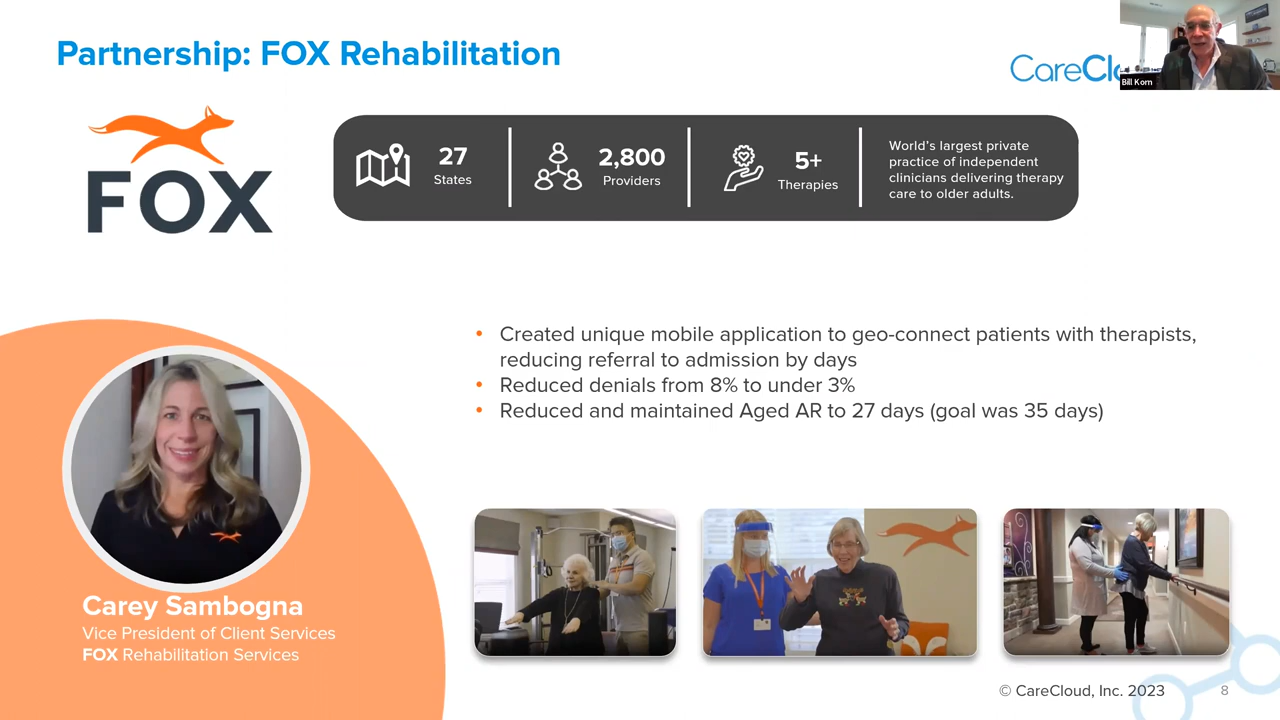 Partnership: FOX Rehabilitation
CareCl
Bill Korn
FOX
27
States
2,800
Providers
5+
Therapies
World's largest private
practice of independent
clinicians delivering therapy
care to older adults.
• Created unique mobile application to geo-connect patients with therapists,
reducing referral to admission by days
• Reduced denials from 8% to under 3%
• Reduced and maintained Aged AR to 27 days (goal was 35 days)
Carey Sambogna
Vice President of Client Services
FOX Rehabilitation Services
© CareCloud, Inc. 2023
8